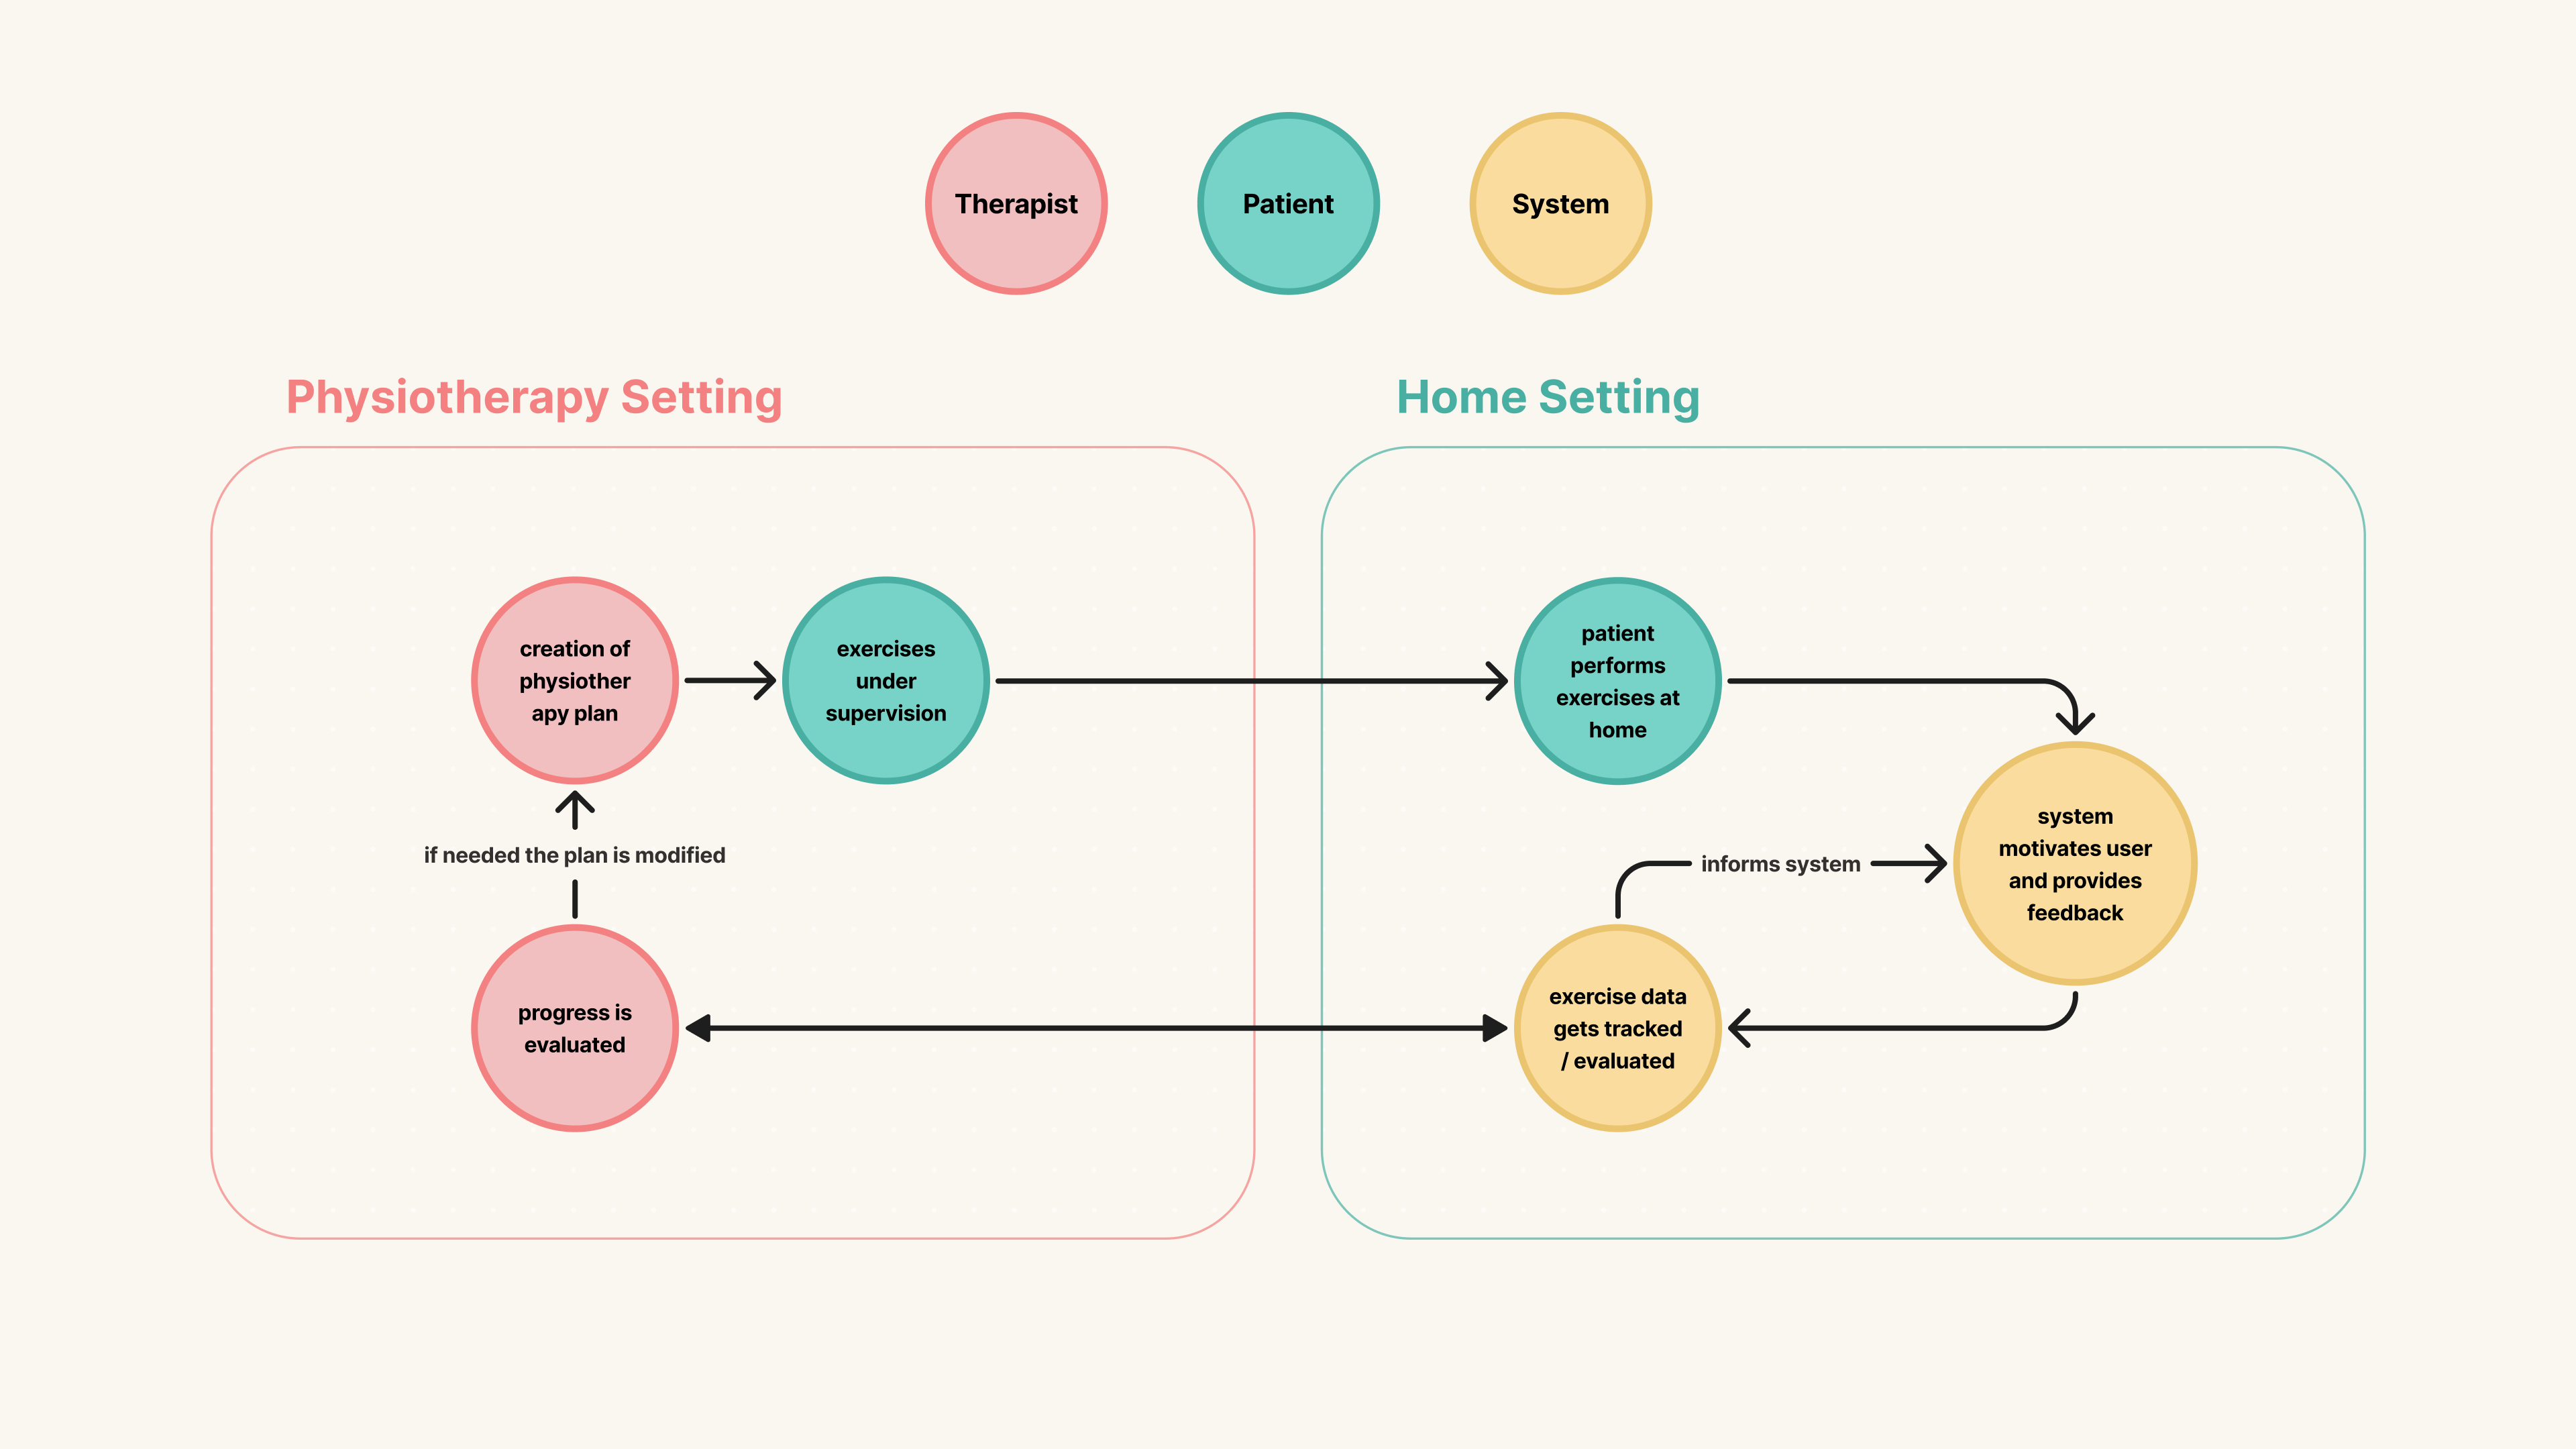 Therapist
Patient
System
Physiotherapy Setting
Home Setting
creation of
physiother
apy plan
exercises
under
supervision
patient
performs
exercises at
home
system
motivates user
and provides
feedback
if needed the plan is modified
informs system
progress is
evaluated
exercise data
gets tracked
/ evaluated